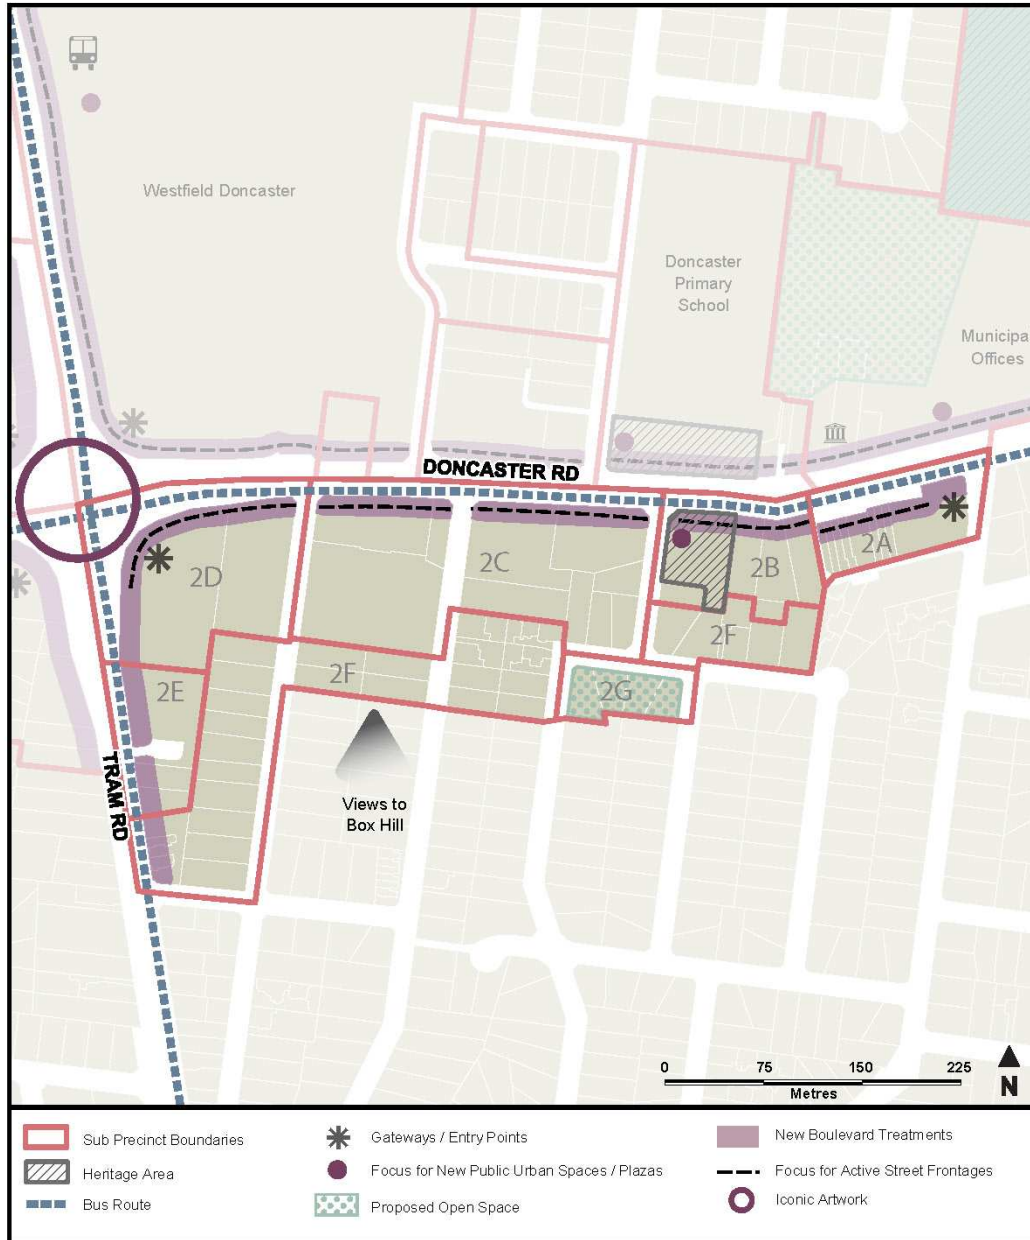 Westfield Doncaster
Doncaster
Primary
School
Municipa
Offices
DONCASTER RD
2A
2B
2C
2D
2F
2F
2E
2G
TRAM RD
Views to
Box Hill
0 75 150 225
Metres
N
Sub Precinct Boundaries
Gateways / Entry Points
New Boulevard Treatments
Heritage Area
Focus for New Public Urban Spaces / Plazas
Focus for Active Street Frontages
Bus Route
Proposed Open Space
Iconic Artwork